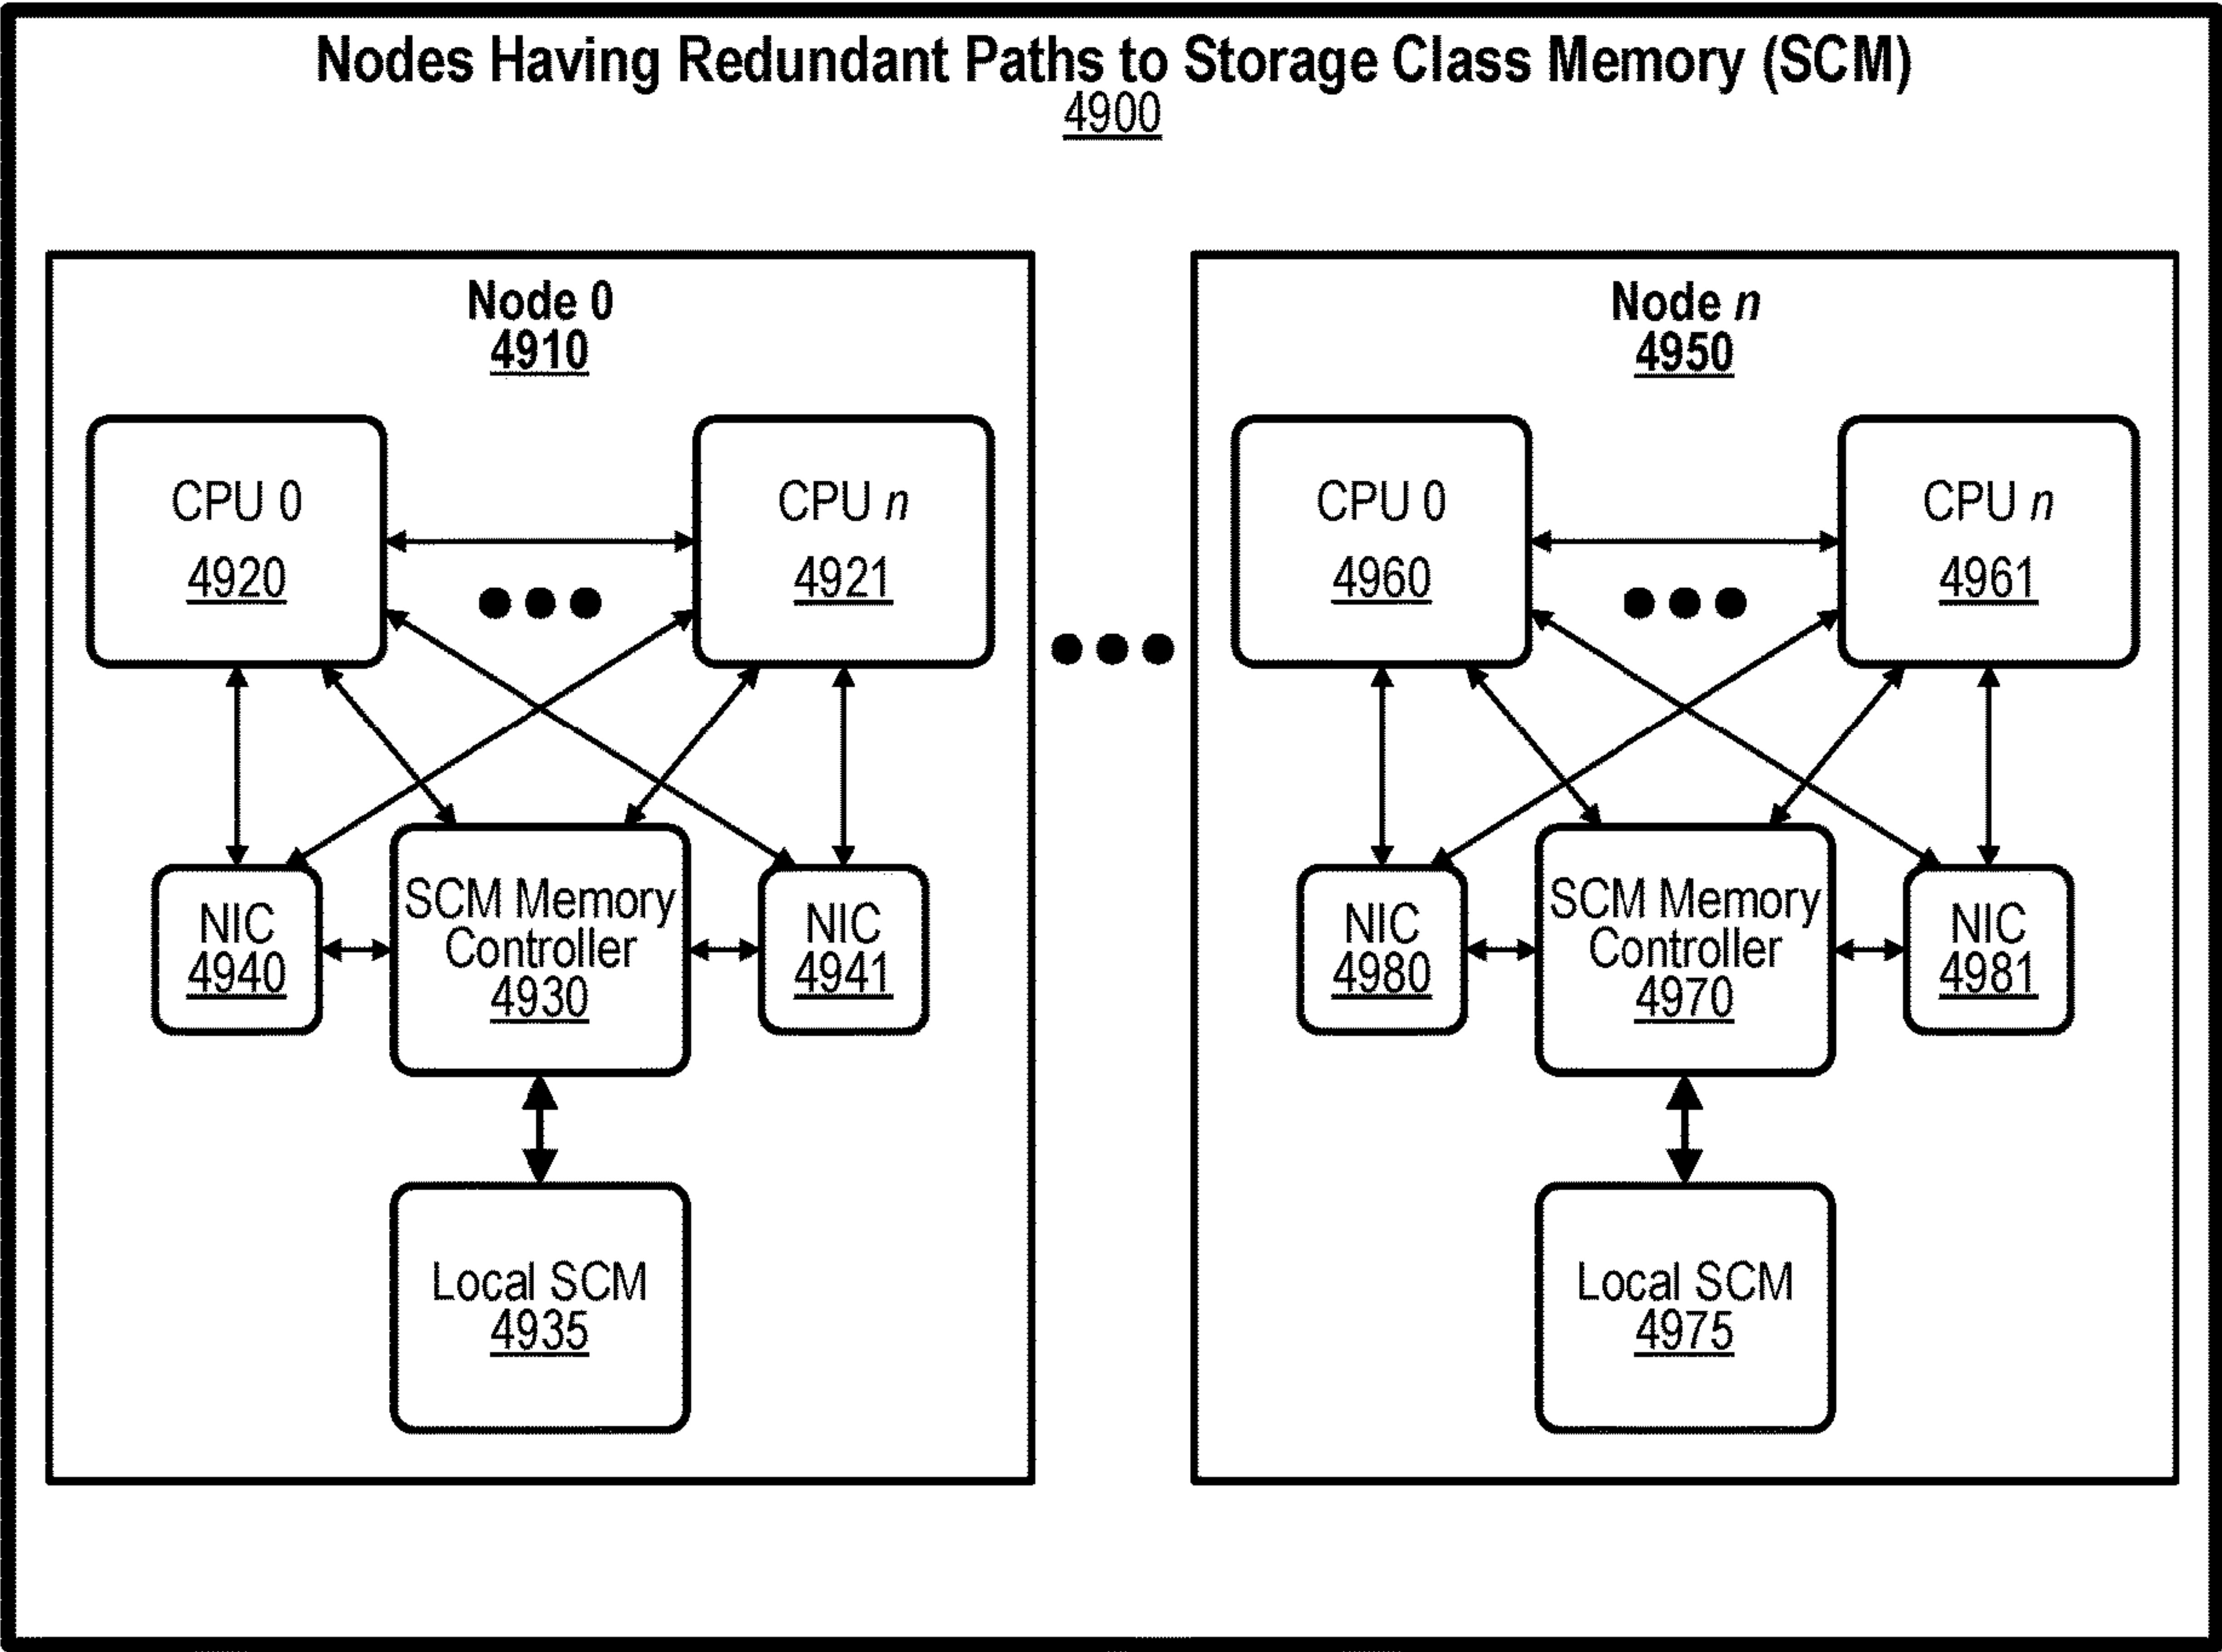 Nodes Having Redundant Paths to Storage Class Memory (SCM)
4900
Node 0
4910
CPU 0
4920
CPU n
4921
NIC
4940
SCM Memory
Controller
4930
NIC
4941
Local SCM
4935
Node n
4950
CPU 0
4960
CPU n
4961
NIC
4980
SCM Memory
Controller
4970
NIC
4981
Local SCM
4975